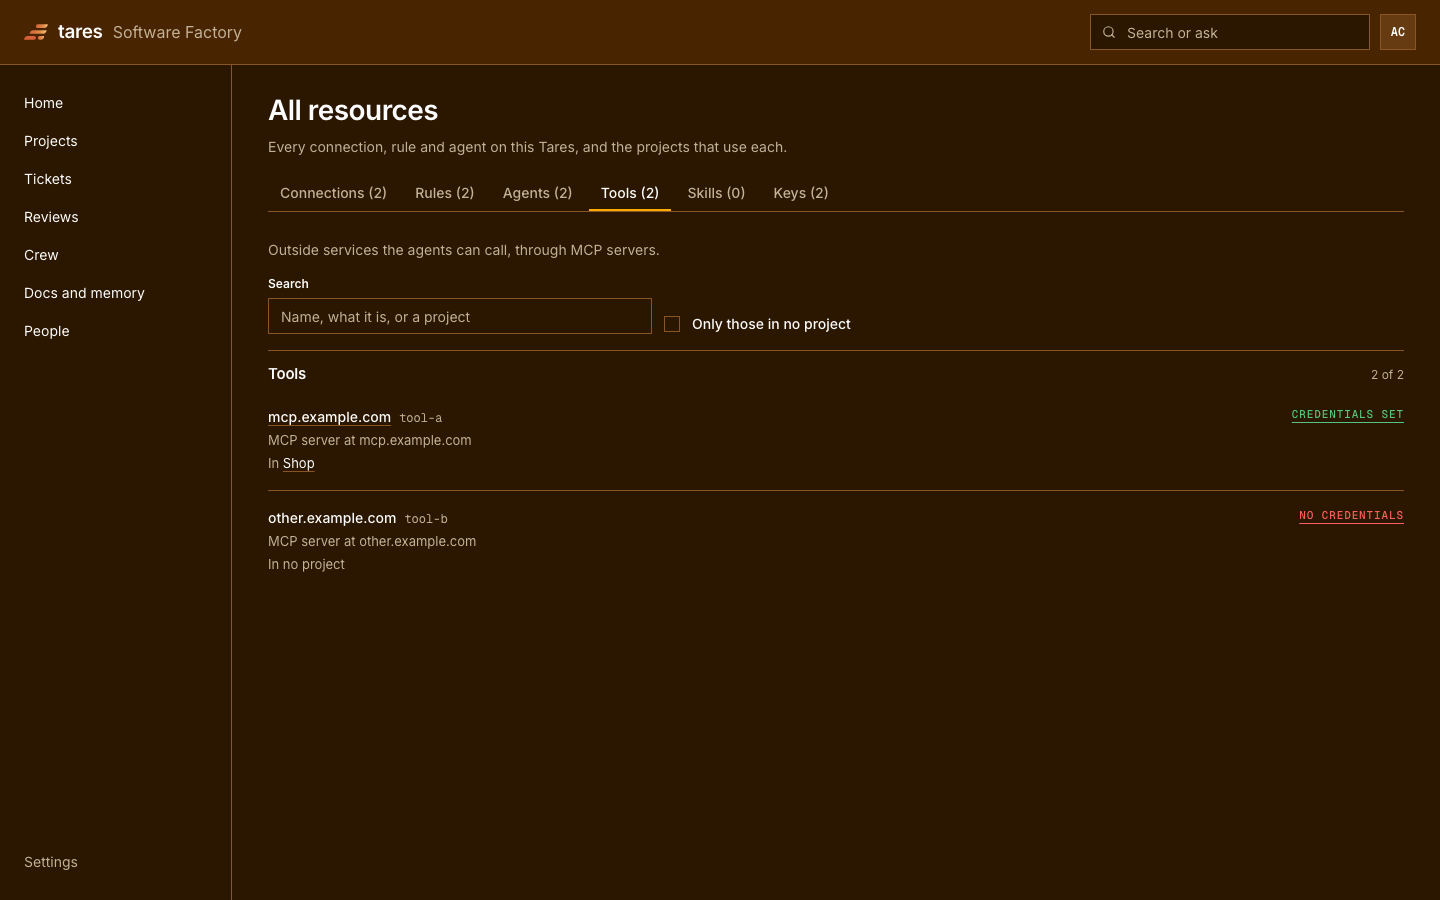 tares Software Factory
Search or ask
AC
Home
Projects
Tickets
Reviews
Crew
Docs and memory
People
Settings
All resources
Every connection, rule and agent on this Tares, and the projects that use each.
Connections (2) Rules (2) Agents (2) Tools (2) Skills (0) Keys (2)
Outside services the agents can call, through MCP servers.
Search
Name, what it is, or a project
Only those in no project
Tools
2 of 2
mcp.example.com tool-a
CREDENTIALS SET
MCP server at mcp.example.com
In Shop
other.example.com tool-b
NO CREDENTIALS
MCP server at other.example.com
In no project